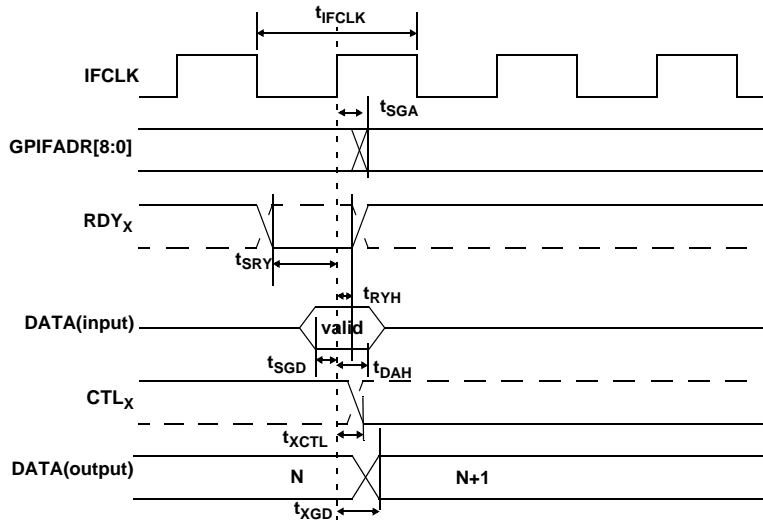 tIFCLK
IFCLK
tSGA
GPIFADR[8:0]
RDYX
tSRY
tRYH
DATA(input)
valid
tSGD
tDAH
CTLX
tXCTL
DATA(output)
N
N+1
tXGD